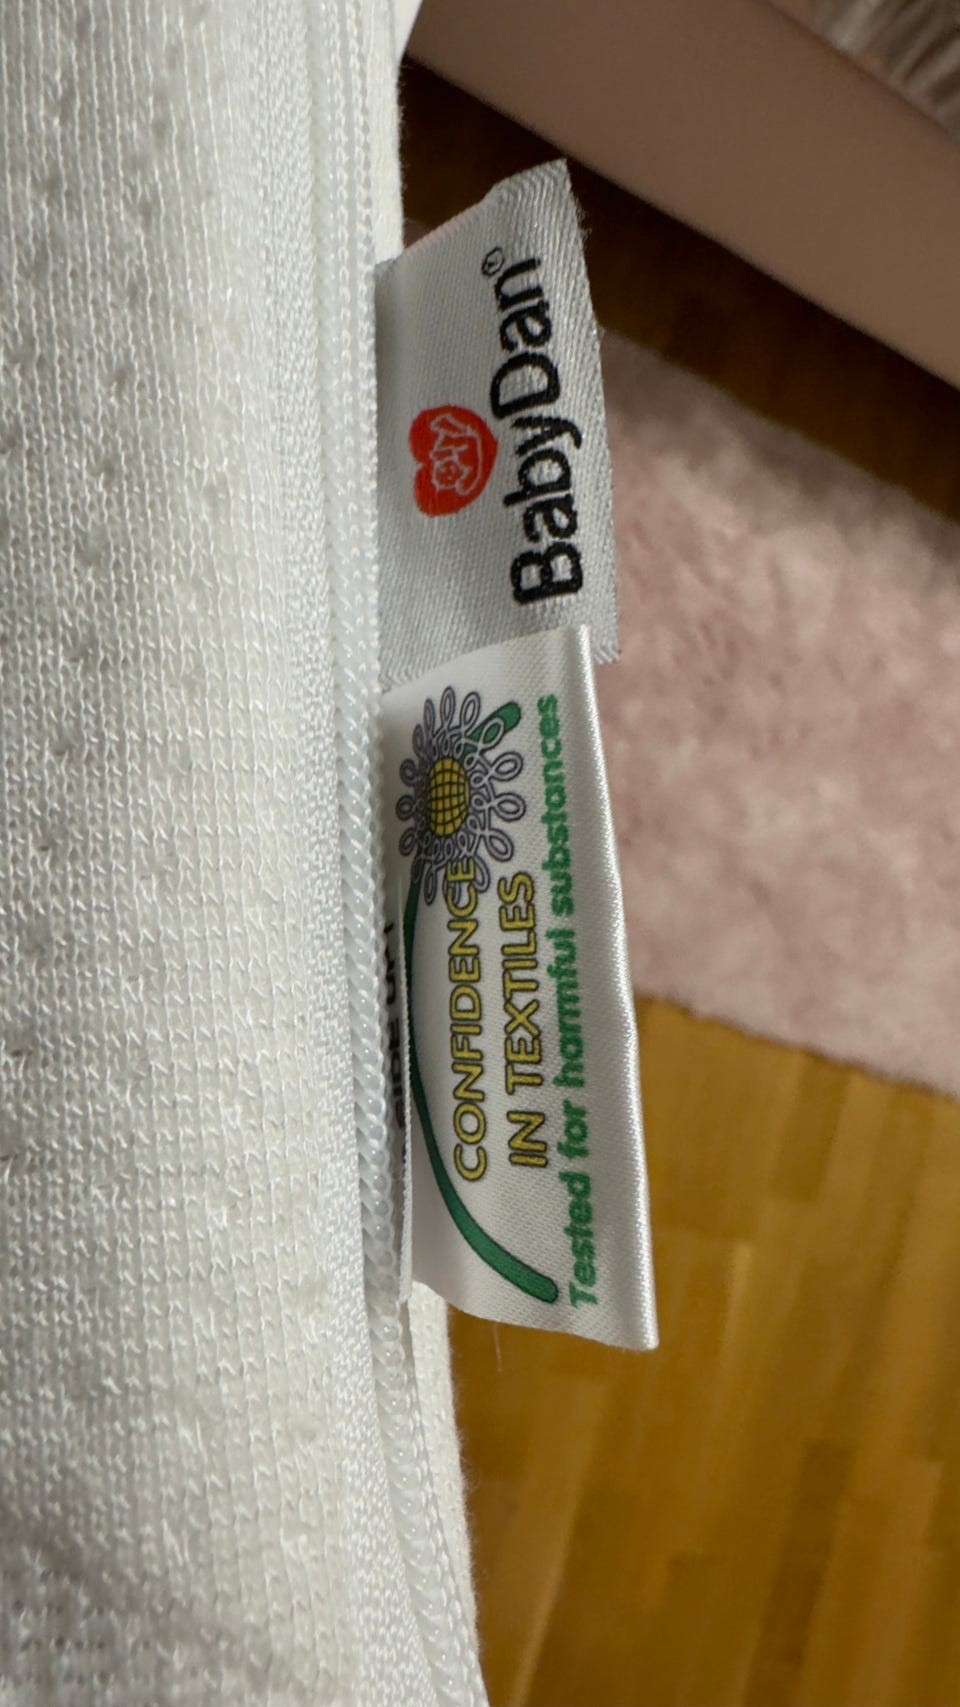 BabyDan®
CONFIDENCE
IN TEXTILES
Tested for harmful substances